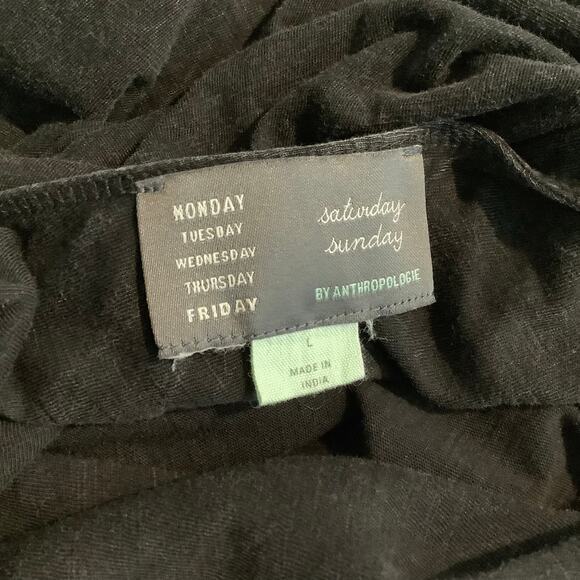 MONDAY
TUESDAY
WEDNESDAY
THURSDAY
FRIDAY
saturday
sunday
BY ANTHROPOLOGIE
L
MADE IN
INDIA